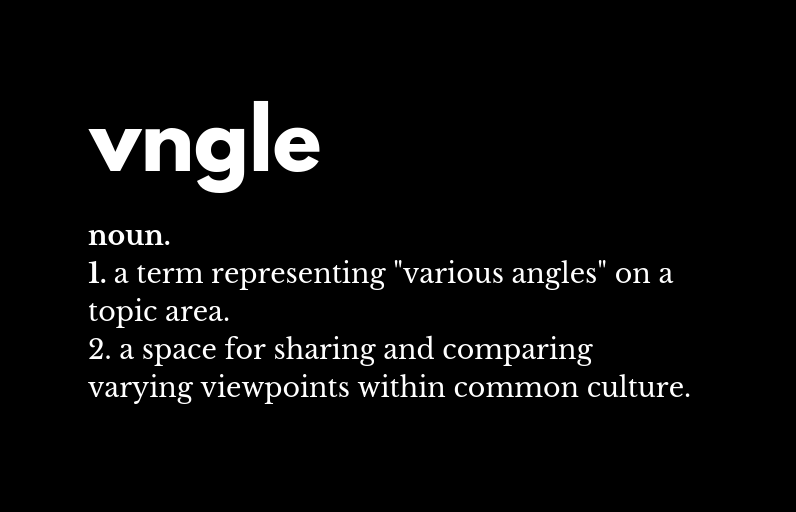 vngle
noun.
1. a term representing "various angles" on a
topic area.
2. a space for sharing and comparing
varying viewpoints within common culture.